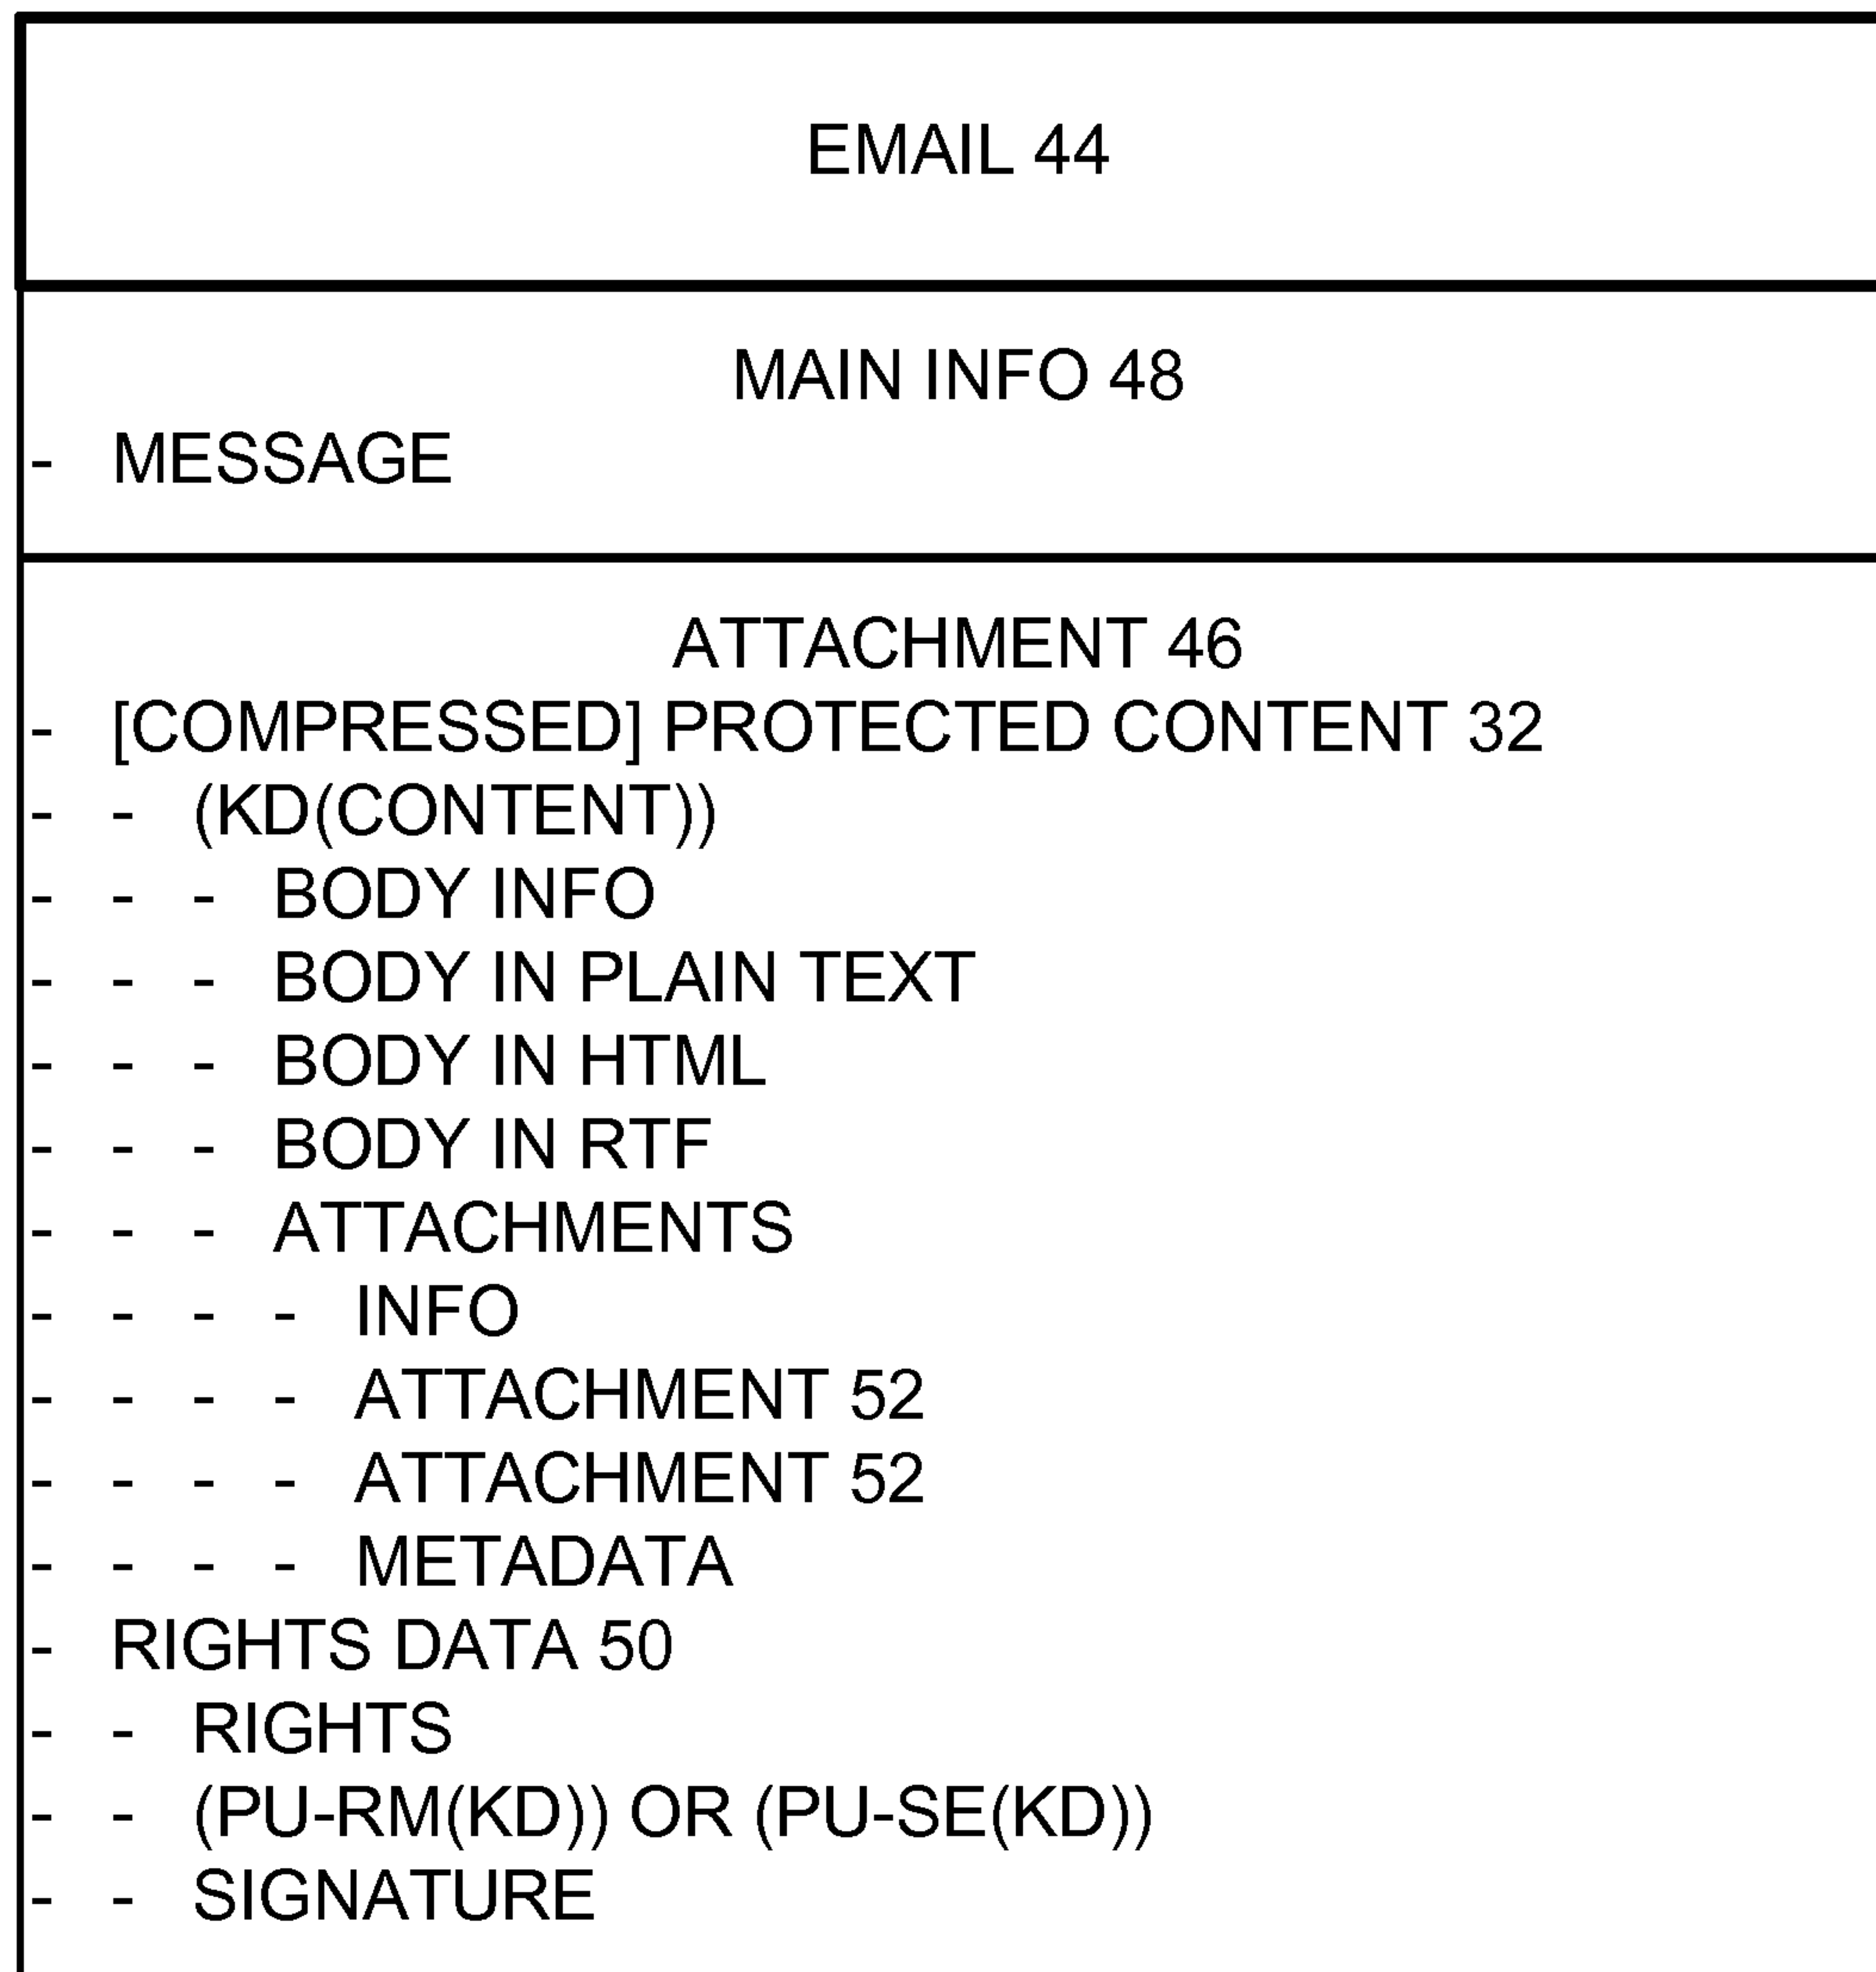 EMAIL 44
MAIN INFO 48
- MESSAGE
ATTACHMENT 46
- [COMPRESSED] PROTECTED CONTENT 32
- - (KD(CONTENT))
- - - BODY INFO
- - - BODY IN PLAIN TEXT
- - - BODY IN HTML
- - - BODY IN RTF
- - - ATTACHMENTS
- - - - INFO
- - - - ATTACHMENT 52
- - - - ATTACHMENT 52
- - - - METADATA
- RIGHTS DATA 50
- - RIGHTS
- - (PU-RM(KD)) OR (PU-SE(KD))
- - SIGNATURE